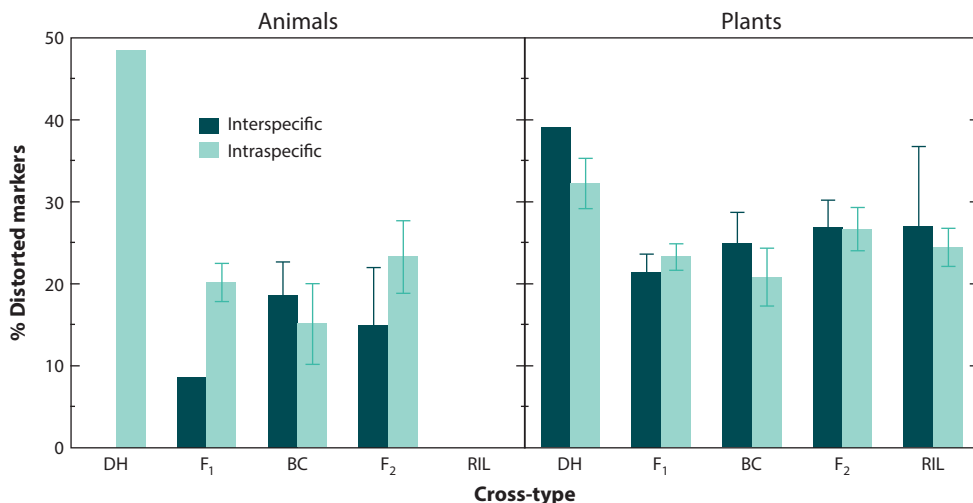 Animals
Plants
% Distorted markers
50
40
30
20
10
0
Interspecific
Intraspecific
DH F₁ BC F₂ RIL
DH F₁ BC F₂ RIL
Cross-type